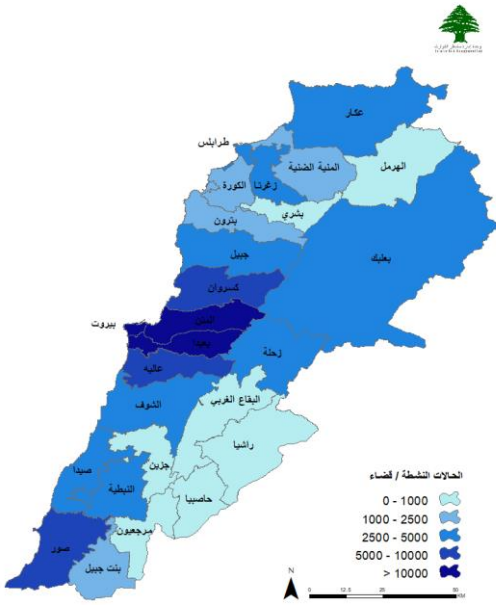 عكار
طرابلس
المنية الضنية
زغرتا
الهرمل
الكورة
بشري
بترون
بعلبك
جبيل
كسروان
المتن
بيروت
بعبدا
زحلة
عاليه
الشوف
البقاع الغربي
راشيا
صيدا
جزين
النبطية
حاصبيا
مرجعيون
صور
بنت جبيل
الحالات النشطة / قضاء
0 - 1000
1000 - 2500
2500 - 5000
5000 - 10000
> 10000
N
0 12.5 25 50
KM